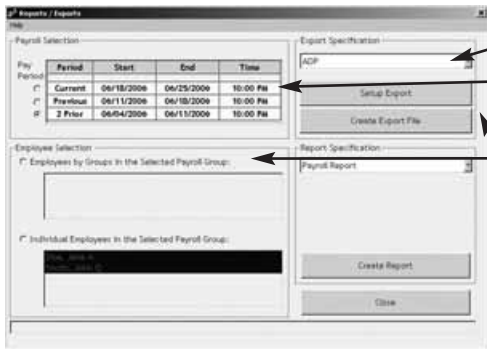 Reports / Exports
Help
Payroll Selection
Pay Period
Period Start End Time
Current 06/18/2006 06/25/2006 10:00 PM
Previous 06/11/2006 06/18/2006 10:00 PM
2 Prior 06/04/2006 06/11/2006 10:00 PM
Export Specification
ADP
Setup Export
Create Export File
Employee Selection
Employees by Groups in the Selected Payroll Group:
Individual Employees in the Selected Payroll Group:
Report Specification
Payroll Report
Create Report
Close